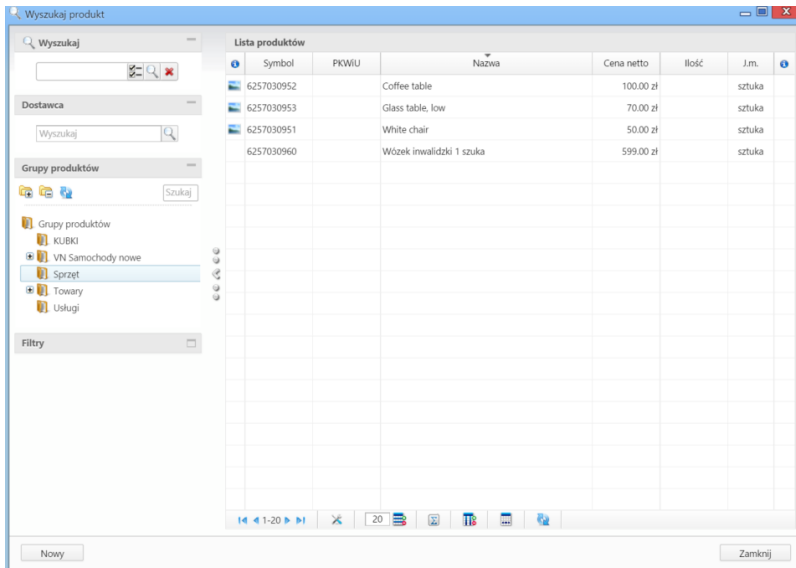 Wyszukaj produkt
Wyszukaj
Dostawca
Wyszukaj
Grupy produktów
Szukaj
Grupy produktów
KUBKI
VN Samochody nowe
Sprzęt
Towary
Usługi
Filtry
Lista produktów
Symbol PKWiU Nazwa Cena netto Ilość J.m.
6257030952 Coffee table 100.00 zł sztuka
6257030953 Glass table, low 70.00 zł sztuka
6257030951 White chair 50.00 zł sztuka
6257030960 Wózek inwalidzki 1 szuka 599.00 zł sztuka
1-20 20
Nowy Zamknij